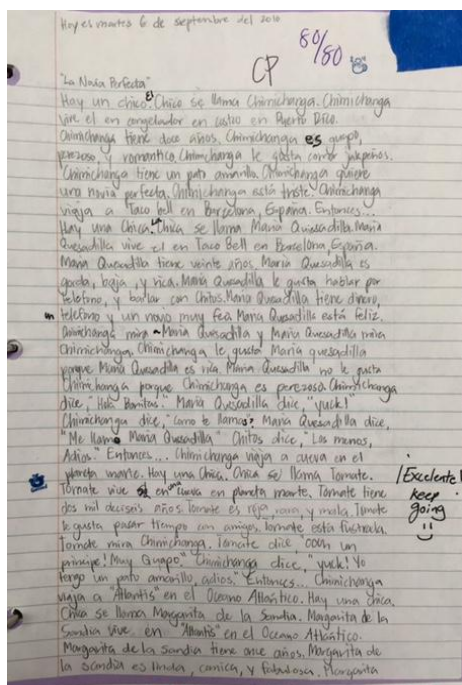 Hoy es martes 6 de septiembre del 2016
80/80
CP
"La Novia Perfecta"
Hay un chico. El Chico se llama Chimichanga. Chimichanga
vive el en congelador en castro en Puerto Rico.
Chimichanga tiene doce años. Chimichanga es guapo,
perezoso, y romantico. Chimichanga le gusta comer jalapeños.
Chimichanga tiene un pato amarillo. Chimichanga quiere
una novia perfecta. Chimichanga está triste. Chimichanga
viaja a Taco bell en Barcelona, España. Entonces...
Hay una Chica. La Chica se llama Maria Quesadilla. Maria
Quesadilla vive el en Taco Bell en Barcelona, España.
Maria Quesadilla tiene veinte años. Maria Quesadilla es
gorda, baja, y rica. Maria Quesadilla le gusta hablar por
telefono, y bailar con Chitos. Maria Quesadilla tiene dinero,
un telefono y un novio muy feo. Maria Quesadilla está feliz.
Chimichanga mira Maria Quesadilla y Maria Quesadilla mira
Chimichanga. Chimichanga le gusta Maria quesadilla
porque Maria Quesadilla es rica. Maria Quesadilla no le gusta
Chimichanga porque Chimichanga es perezoso. Chimichanga
dice, "Hola Bonitas." Maria Quesadilla dice, "yuck!"
Chimichanga dice, "Como te llamas? Maria Quesadilla dice,
"Me llamo Maria Quesadilla." Chitos dice, "Los menos,
Adios." Entonces... Chimichanga viaja a cueva en el
planeta marte. Hay una Chica. Chica se llama Tomate.
Tomate vive en una cueva en planeta marte. Tomate tiene
dos mil deciseis años. Tomate es roja, rara, y mala. Tomate
le gusta pasar tiempo con amigos. Tomate está
Tomate mira Chimichanga. Tomate dice "oooh un
principe! Muy Guapo." Chimichanga dice, "yuck! Yo
tengo un pato amarillo, adios." Entonces... Chimichanga
viaja a "Atlantis" en el Oceano Atlantico. Hay una chica.
Chica se llama Margarita de la Sandia. Margarita de la
Sandia vive en "Atlantis" en el Oceano Atlántico.
Margarita de la sandia tiene once años. Margarita de
la sandia es linda, comica, y fabulosa. Margarita
¡Excelente!
keep
going